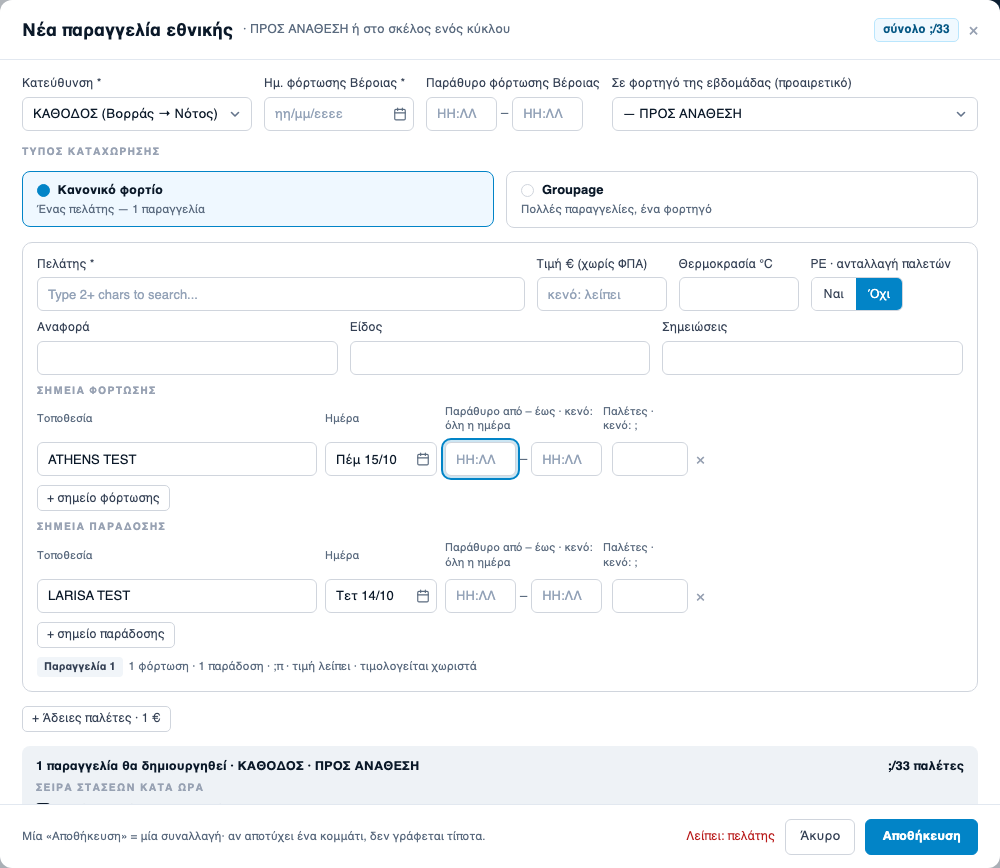 Νέα παραγγελία εθνικής · ΠΡΟΣ ΑΝΑΘΕΣΗ ή στο σκέλος ενός κύκλου σύνολο ;/33 ×
Κατεύθυνση * Ημ. φόρτωσης Βέροιας * Παράθυρο φόρτωσης Βέροιας Σε φορτηγό της εβδομάδας (προαιρετικό)
ΚΑΘΟΔΟΣ (Βορράς → Νότος) ηη/μμ/εεεε ΗΗ:ΛΛ – ΗΗ:ΛΛ — ΠΡΟΣ ΑΝΑΘΕΣΗ
ΤΥΠΟΣ ΚΑΤΑΧΩΡΗΣΗΣ
Κανονικό φορτίο Groupage
Ένας πελάτης — 1 παραγγελία Πολλές παραγγελίες, ένα φορτηγό
Πελάτης * Τιμή € (χωρίς ΦΠΑ) Θερμοκρασία °C PE · ανταλλαγή παλετών
Type 2+ chars to search... κενό: λείπει Ναι Όχι
Αναφορά Είδος Σημειώσεις
ΣΗΜΕΙΑ ΦΟΡΤΩΣΗΣ
Τοποθεσία Ημέρα Παράθυρο από – έως · κενό: όλη η ημέρα Παλέτες · κενό: ;
ATHENS TEST Πέμ 15/10 ΗΗ:ΛΛ – ΗΗ:ΛΛ ×
+ σημείο φόρτωσης
ΣΗΜΕΙΑ ΠΑΡΑΔΟΣΗΣ
Τοποθεσία Ημέρα Παράθυρο από – έως · κενό: όλη η ημέρα Παλέτες · κενό: ;
LARISA TEST Τετ 14/10 ΗΗ:ΛΛ – ΗΗ:ΛΛ ×
+ σημείο παράδοσης
Παραγγελία 1 1 φόρτωση · 1 παράδοση · ;π · τιμή λείπει · τιμολογείται χωριστά
+ Άδειες παλέτες · 1 €
1 παραγγελία θα δημιουργηθεί · ΚΑΘΟΔΟΣ · ΠΡΟΣ ΑΝΑΘΕΣΗ ;/33 παλέτες
ΣΕΙΡΑ ΣΤΑΣΕΩΝ ΚΑΤΑ ΩΡΑ
Μία «Αποθήκευση» = μία συναλλαγή· αν αποτύχει ένα κομμάτι, δεν γράφεται τίποτα. Λείπει: πελάτης Άκυρο Αποθήκευση